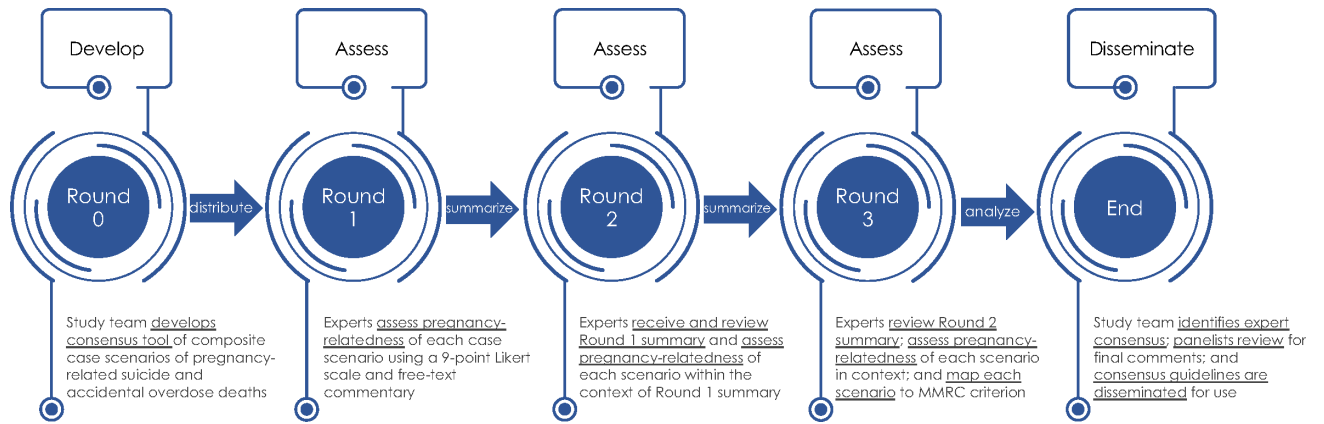 Develop
Assess
Assess
Assess
Disseminate
Round
0
distribute
Round
1
summarize
Round
2
summarize
Round
3
analyze
End
Study team develops
consensus tool of composite
case scenarios of pregnancy-
related suicide and
accidental overdose deaths
Experts assess pregnancy-
relatedness of each case
scenario using a 9-point Likert
scale and free-text
commentary
Experts receive and review
Round 1 summary and assess
pregnancy-relatedness of
each scenario within the
context of Round 1 summary
Experts review Round 2
summary; assess pregnancy-
relatedness of each scenario
in context; and map each
scenario to MMRC criterion
Study team identifies expert
consensus; panelists review for
final comments; and
consensus guidelines are
disseminated for use